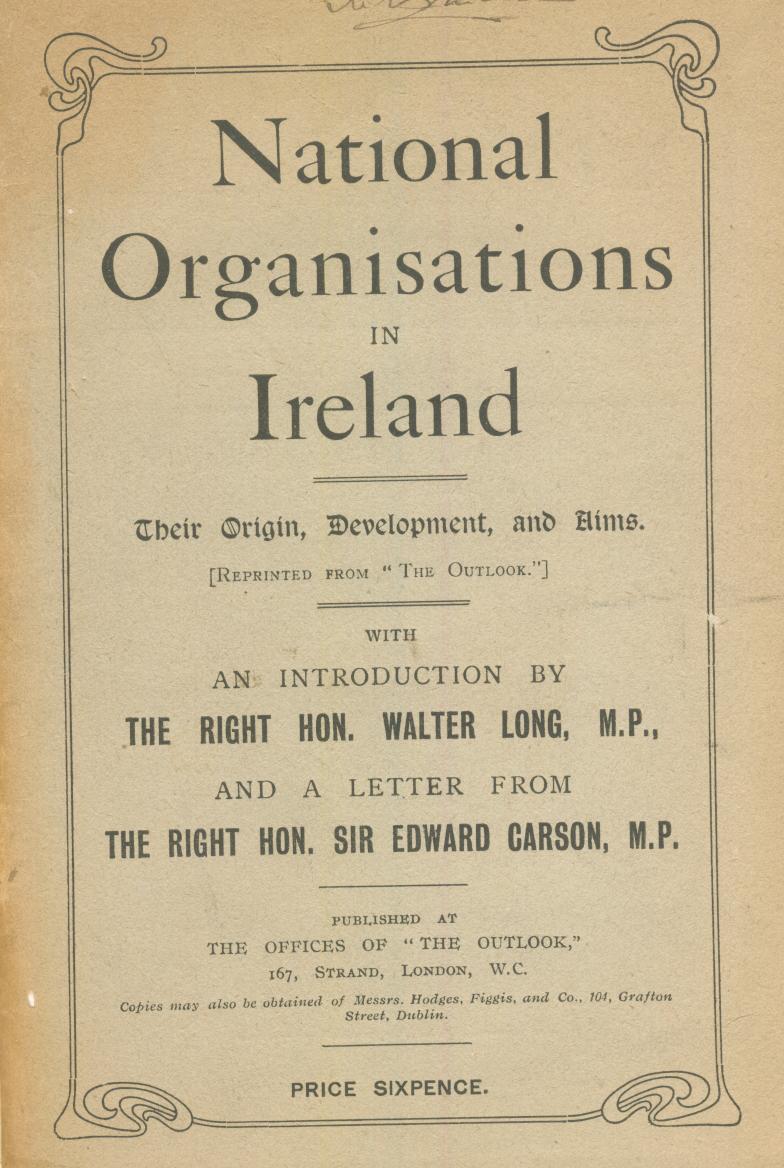 National
Organisations
IN
Ireland
Their Origin, Development, and Aims.
[REPRINTED FROM "THE OUTLOOK."]
WITH
AN INTRODUCTION BY
THE RIGHT HON. WALTER LONG, M.P.,
AND A LETTER FROM
THE RIGHT HON. SIR EDWARD CARSON, M.P.
PUBLISHED AT
THE OFFICES OF "THE OUTLOOK,"
167, STRAND, LONDON, W.C.
Copies may also be obtained of Messrs. Hodges, Figgis, and Co., 104, Grafton
Street, Dublin.
PRICE SIXPENCE.